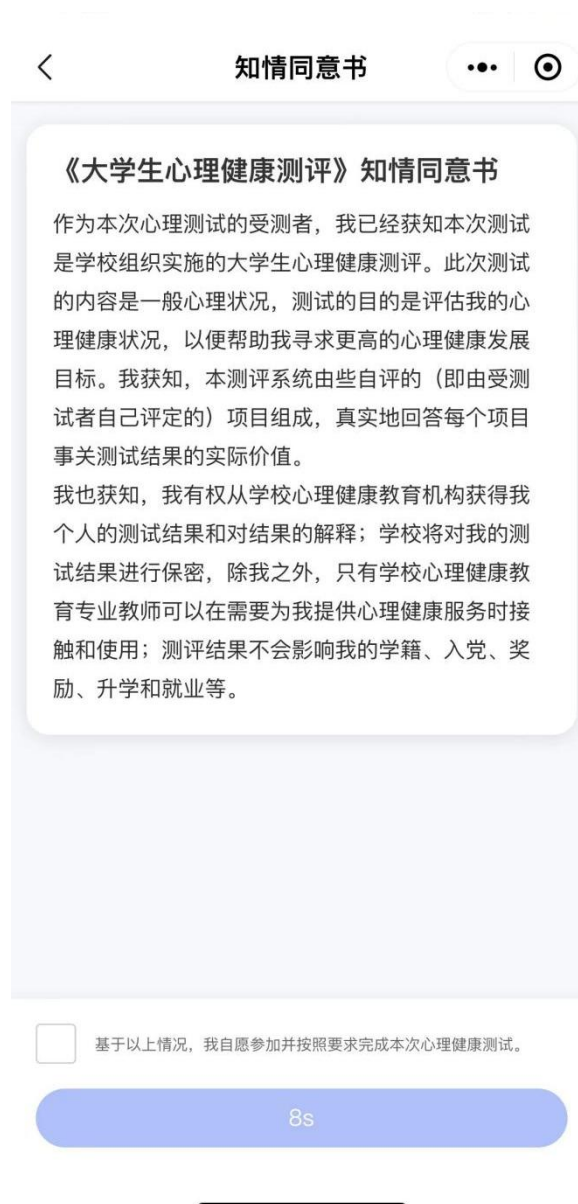 知情同意书
《大学生心理健康测评》知情同意书
作为本次心理测试的受测者，我已经获知本次测试
是学校组织实施的大学生心理健康测评。此次测试
的内容是一般心理状况，测试的目的是评估我的心
理健康状况，以便帮助我寻求更高的心理健康发展
目标。我获知，本测评系统由些自评的（即由受测
试者自己评定的）项目组成，真实地回答每个项目
事关测试结果的实际价值。
我也获知，我有权从学校心理健康教育机构获得我
个人的测试结果和对结果的解释；学校将对我的测
试结果进行保密，除我之外，只有学校心理健康教
育专业教师可以在需要为我提供心理健康服务时接
触和使用；测评结果不会影响我的学籍、入党、奖
励、升学和就业等。
基于以上情况，我自愿参加并按照要求完成本次心理健康测试。
8s